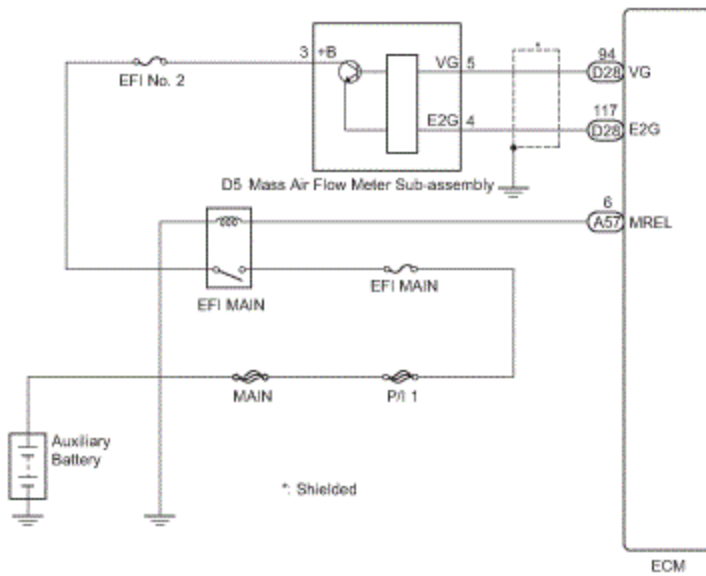 3 +B
EFI No. 2
VG 5
E2G 4
*
94
D28 VG
117
D28 E2G
D5 Mass Air Flow Meter Sub-assembly
6
A57 MREL
EFI MAIN
EFI MAIN
MAIN
P/I 1
Auxiliary
Battery
*: Shielded
ECM